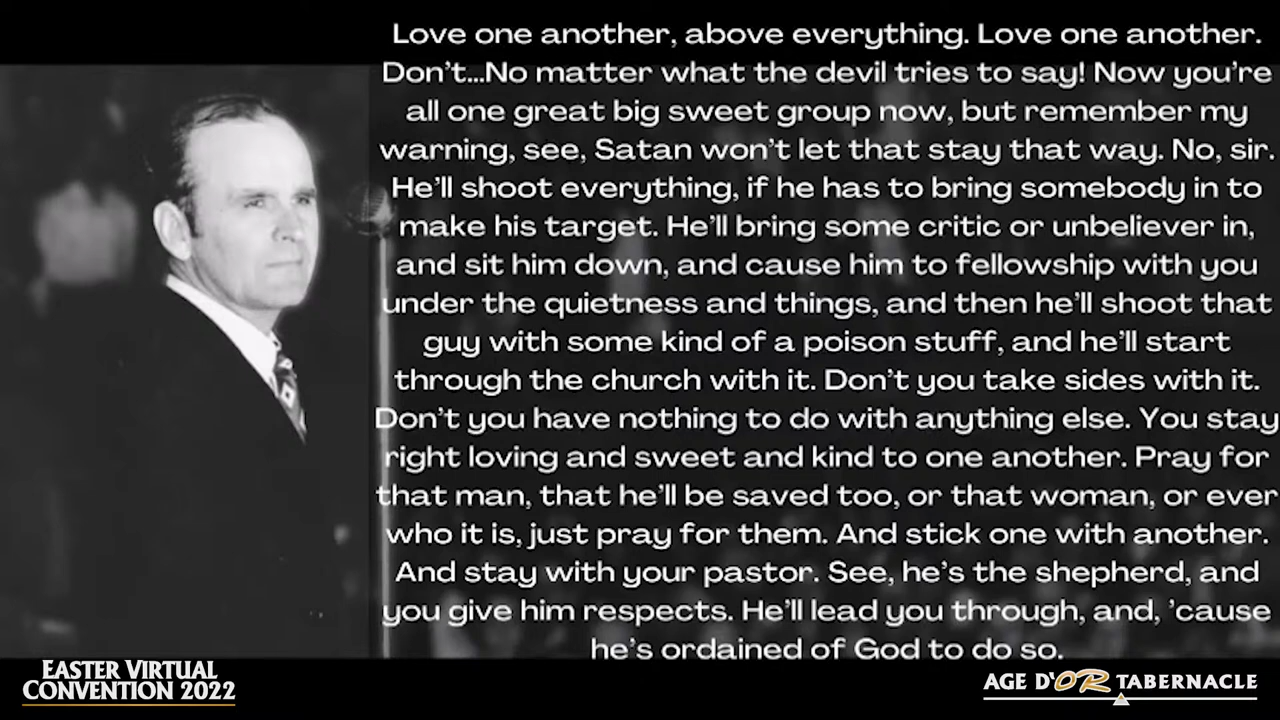 Love one another, above everything. Love one another.
Don't...No matter what the devil tries to say! Now you're
all one great big sweet group now, but remember my
warning, see, Satan won't let that stay that way. No, sir.
He'll shoot everything, if he has to bring somebody in to
make his target. He'll bring some critic or unbeliever in,
and sit him down, and cause him to fellowship with you
under the quietness and things, and then he'll shoot that
guy with some kind of a poison stuff, and he'll start
through the church with it. Don't you take sides with it.
Don't you have nothing to do with anything else. You stay
right loving and sweet and kind to one another. Pray for
that man, that he'll be saved too, or that woman, or ever
who it is, just pray for them. And stick one with another.
And stay with your pastor. See, he's the shepherd, and
you give him respects. He'll lead you through, and, 'cause
he's ordained of God to do so.
EASTER VIRTUAL
CONVENTION 2022
AGE D'OR TABERNACLE